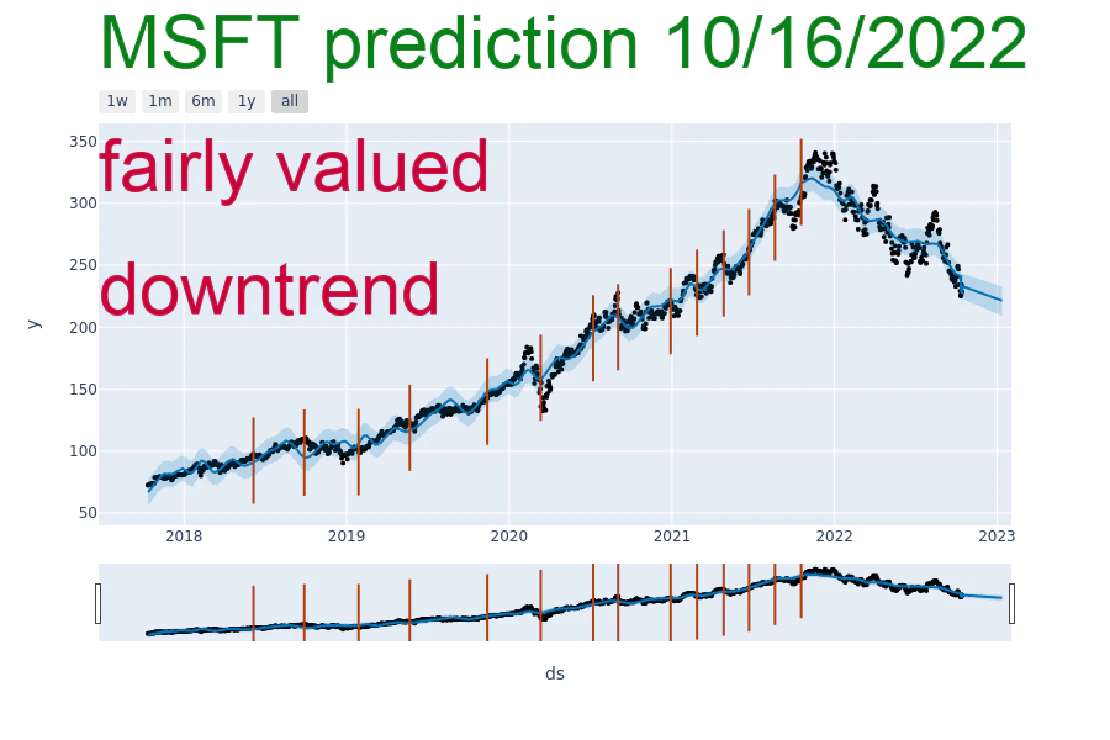 MSFT prediction 10/16/2022
1w 1m 6m 1y all
350
fairly valued
300
250
downtrend
200
y
150
100
50
2018 2019 2020 2021 2022 2023
ds